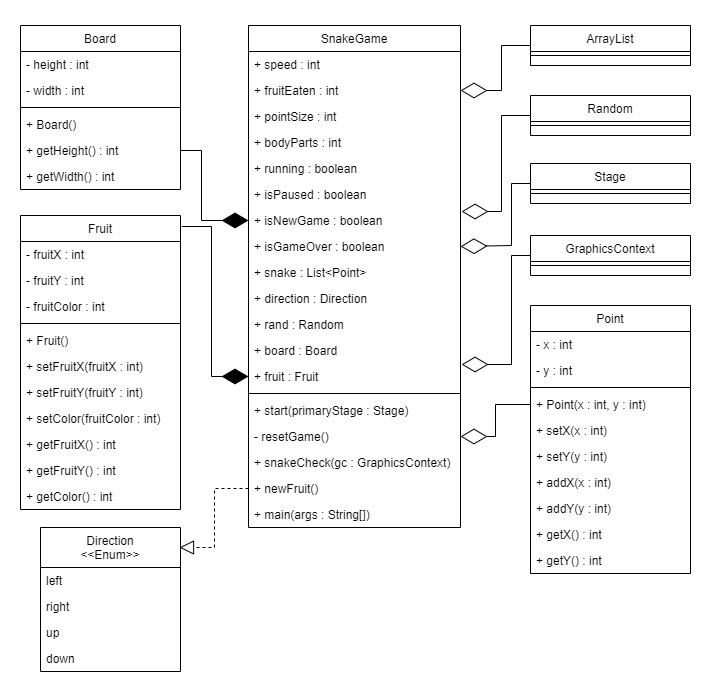 Board
- height : int
- width : int
+ Board()
+ getHeight() : int
+ getWidth() : int
Fruit
- fruitX : int
- fruitY : int
- fruitColor : int
+ Fruit()
+ setFruitX(fruitX : int)
+ setFruitY(fruitY : int)
+ setColor(fruitColor : int)
+ getFruitX() : int
+ getFruitY() : int
+ getColor() : int
Direction
<<Enum>>
left
right
up
down
SnakeGame
+ speed : int
+ fruitEaten : int
+ pointSize : int
+ bodyParts : int
+ running : boolean
+ isPaused : boolean
+ isNewGame : boolean
+ isGameOver : boolean
+ snake : List<Point>
+ direction : Direction
+ rand : Random
+ board : Board
+ fruit : Fruit
+ start(primaryStage : Stage)
- resetGame()
+ snakeCheck(gc : GraphicsContext)
+ newFruit()
+ main(args : String[])
ArrayList
Random
Stage
GraphicsContext
Point
- x : int
- y : int
+ Point(x : int, y : int)
+ setX(x : int)
+ setY(y : int)
+ addX(x : int)
+ addY(y : int)
+ getX() : int
+ getY() : int